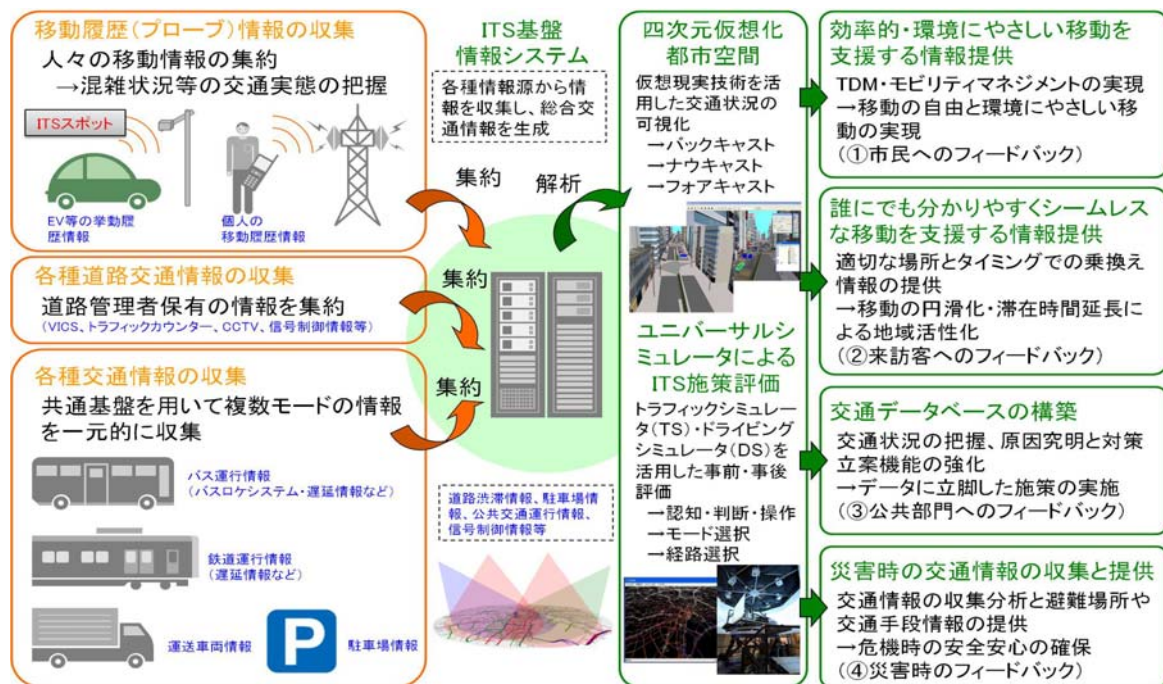 移動履歴(プローブ)情報の収集
人々の移動情報の集約
→混雑状況等の交通実態の把握
ITSスポット
EV等の挙動履
歴情報
個人の
移動履歴情報
各種道路交通情報の収集
道路管理者保有の情報を集約
(VICS、トラフィックカウンター、CCTV、信号制御情報等)
各種交通情報の収集
共通基盤を用いて複数モードの情報
を一元的に収集
バス運行情報
(バスロケシステム・遅延情報など)
鉄道運行情報
(遅延情報など)
運送車両情報
P
駐車場情報
ITS基盤
情報システム
各種情報源から情
報を収集し、総合交
通情報を生成
集約
解析
集約
集約
道路渋滞情報、駐車場情
報、公共交通運行情報、
信号制御情報等
四次元仮想化
都市空間
仮想現実技術を活
用した交通状況の
可視化
→バックキャスト
→ナウキャスト
→フォアキャスト
ユニバーサルシ
ミュレータによる
ITS施策評価
トラフィックシミュレー
タ(TS)・ドライビング
シミュレータ(DS)を
活用した事前・事後
評価
→認知・判断・操作
→モード選択
→経路選択
効率的・環境にやさしい移動を
支援する情報提供
TDM・モビリティマネジメントの実現
→移動の自由と環境にやさしい移
動の実現
(①市民へのフィードバック)
誰にでも分かりやすくシームレス
な移動を支援する情報提供
適切な場所とタイミングでの乗換え
情報の提供
→移動の円滑化・滞在時間延長に
よる地域活性化
(②来訪客へのフィードバック)
交通データベースの構築
交通状況の把握、原因究明と対策
立案機能の強化
→データに立脚した施策の実施
(③公共部門へのフィードバック)
災害時の交通情報の収集と提供
交通情報の収集分析と避難場所や
交通手段情報の提供
→危機時の安全安心の確保
(④災害時のフィードバック)